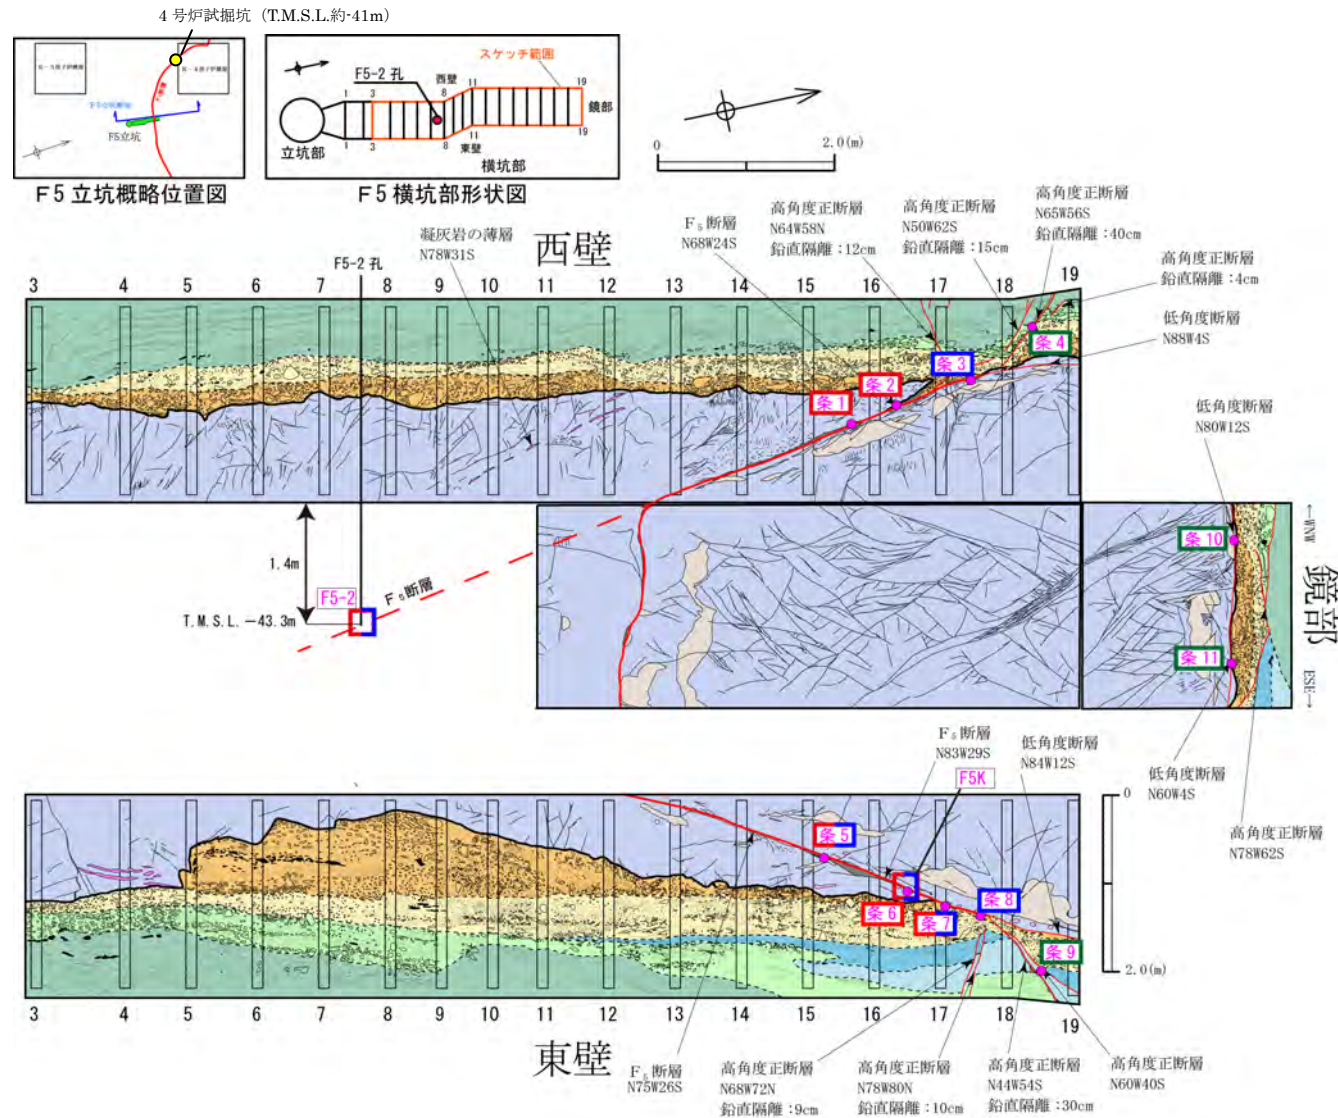 4号炉試掘坑（T.M.S.L.約-41m）
F5立坑
F5立坑概略位置図
スケッチ範囲
F5-2孔
西壁
1
3
8
11
19
鏡部
立坑部
1
3
8
11
19
東壁
横坑部
F5横坑部形状図
0
2.0(m)
西壁
凝灰岩の薄層
N78W31S
F5-2孔
F₅断層
N68W24S
高角度正断層
N64W58N
鉛直隔離：12cm
高角度正断層
N50W62S
鉛直隔離：15cm
高角度正断層
N65W56S
鉛直隔離：40cm
高角度正断層
鉛直隔離：4cm
低角度断層
N88W4S
3 4 5 6 7 8 9 10 11 12 13 14 15 16 17 18 19
条1
条2
条3
条4
低角度断層
N80W12S
1.4m
F5-2
F₅断層
T.M.S.L.－43.3m
条10
条11
←WNW
鏡部
ESE→
低角度断層
N60W4S
高角度正断層
N78W62S
F₅断層
N83W29S
F5K
低角度断層
N84W12S
0
2.0(m)
条5
条6
条7
条8
条9
3 4 5 6 7 8 9 10 11 12 13 14 15 16 17 18 19
東壁
F₅断層
N75W26S
高角度正断層
N68W72N
鉛直隔離：9cm
高角度正断層
N78W80N
鉛直隔離：10cm
高角度正断層
N44W54S
鉛直隔離：30cm
高角度正断層
N60W40S